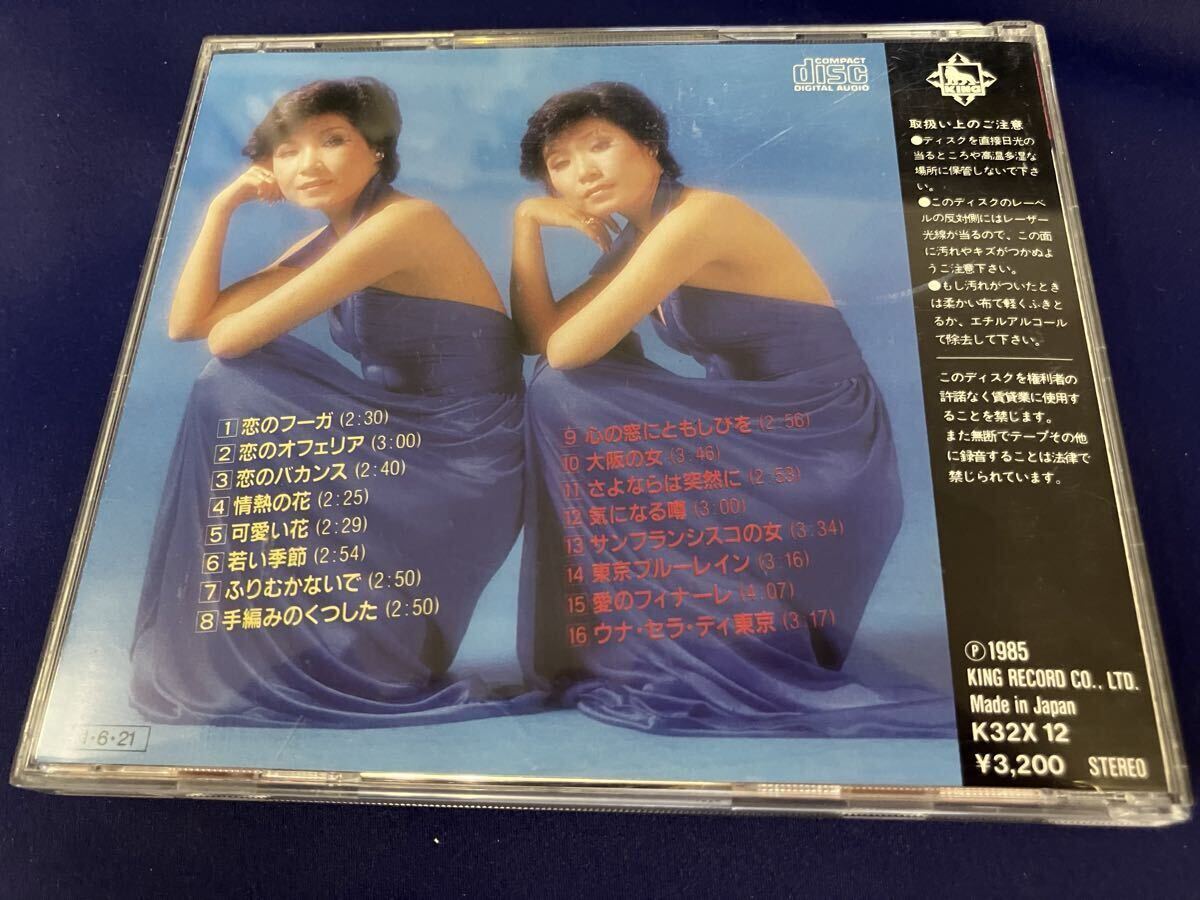 COMPACT
disc
DIGITAL AUDIO
KING
1 恋のフーガ (2:30)
2 恋のオフェリア (3:00)
3 恋のバカンス (2:40)
4 情熱の花 (2:25)
5 可愛い花 (2:29)
6 若い季節 (2:54)
7 ふりむかないで (2:50)
8 手編みのくつした (2:50)
9 心の窓にともしびを (2:56)
10 大阪の女 (3:46)
11 さよならは突然に (2:53)
12 気になる噂 (3:00)
13 サンフランシスコの女 (3:34)
14 東京ブルーレイン (3:16)
15 愛のフィナーレ (4:07)
16 ウナ・セラ・ディ東京 (3:17)
・6・21
取扱い上のご注意
●ディスクを直接日光の
当るところや高温多湿な
場所に保管しないで下さ
い。
●このディスクのレーベ
ルの反対側にはレーザー
光線が当るので、この面
に汚れやキズがつかぬよ
うご注意下さい。
●もし汚れがついたとき
は柔かい布で軽くふきと
るか、エチルアルコール
で除去して下さい。
このディスクを権利者の
許諾なく賃貸業に使用す
ることを禁じます。
また無断でテープその他
に録音することは法律で
禁じられています。
Ⓟ1985
KING RECORD CO., LTD.
Made in Japan
K32X 12
¥3,200 STEREO